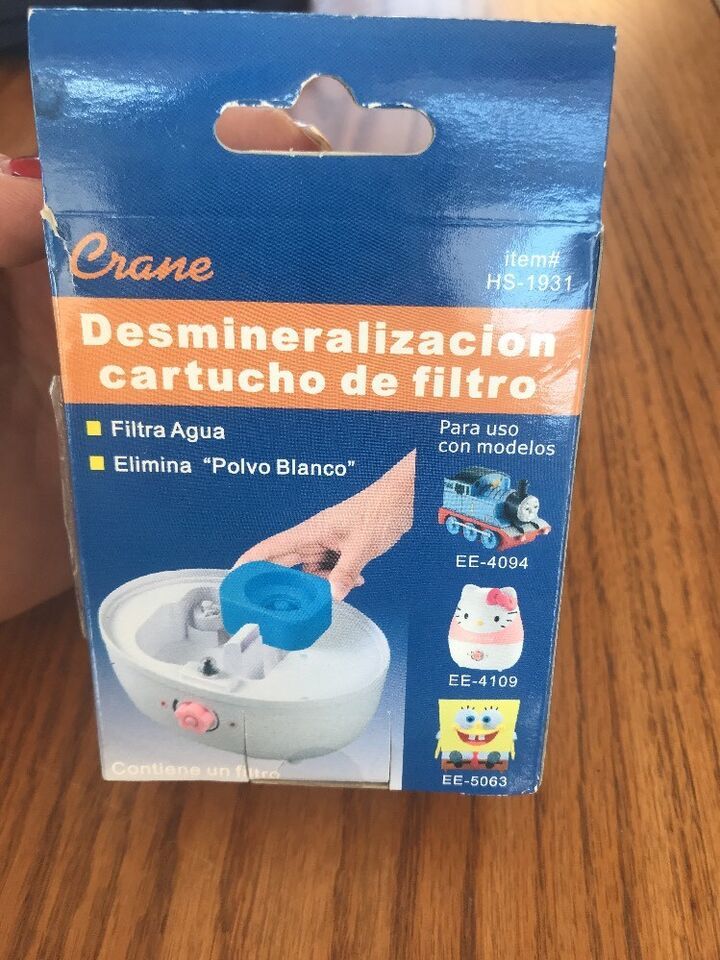 Crane
item#
HS-1931
Desmineralizacion
cartucho de filtro
Filtra Agua
Elimina "Polvo Blanco"
Para uso
con modelos
EE-4094
EE-4109
EE-5063
Contiene un filtro